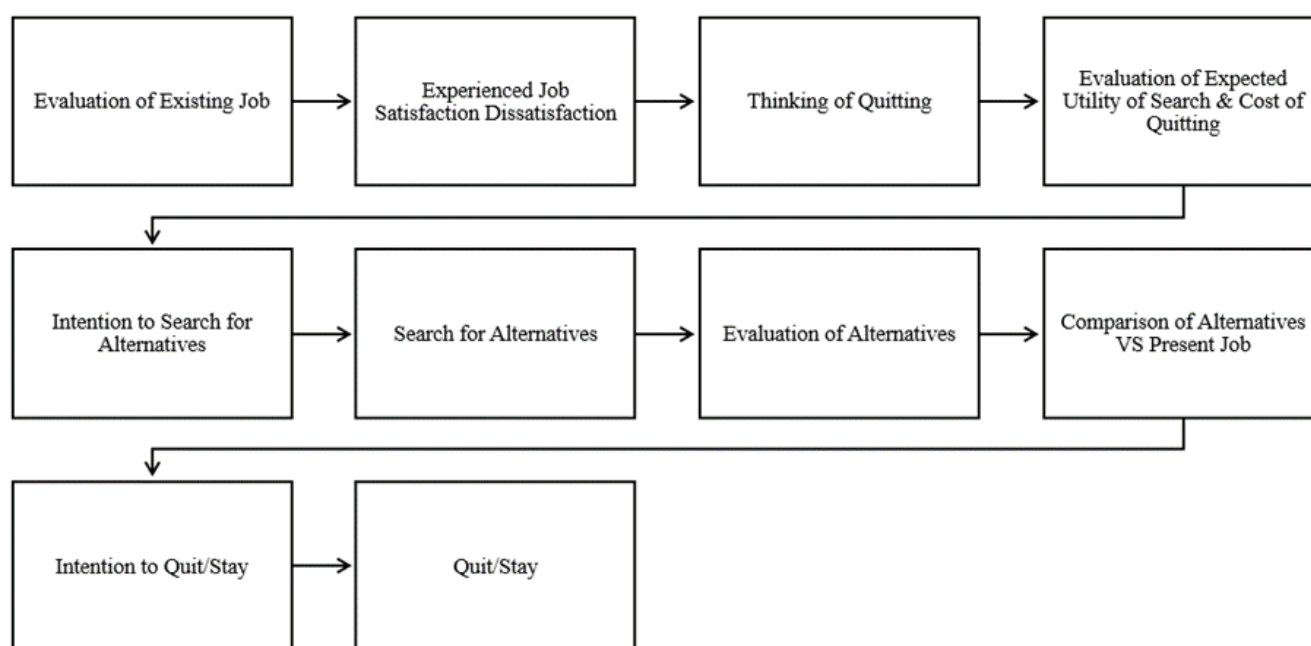 Evaluation of Existing Job
Experienced Job
Satisfaction Dissatisfaction
Thinking of Quitting
Evaluation of Expected
Utility of Search & Cost of
Quitting
Intention to Search for
Alternatives
Search for Alternatives
Evaluation of Alternatives
Comparison of Alternatives
VS Present Job
Intention to Quit/Stay
Quit/Stay